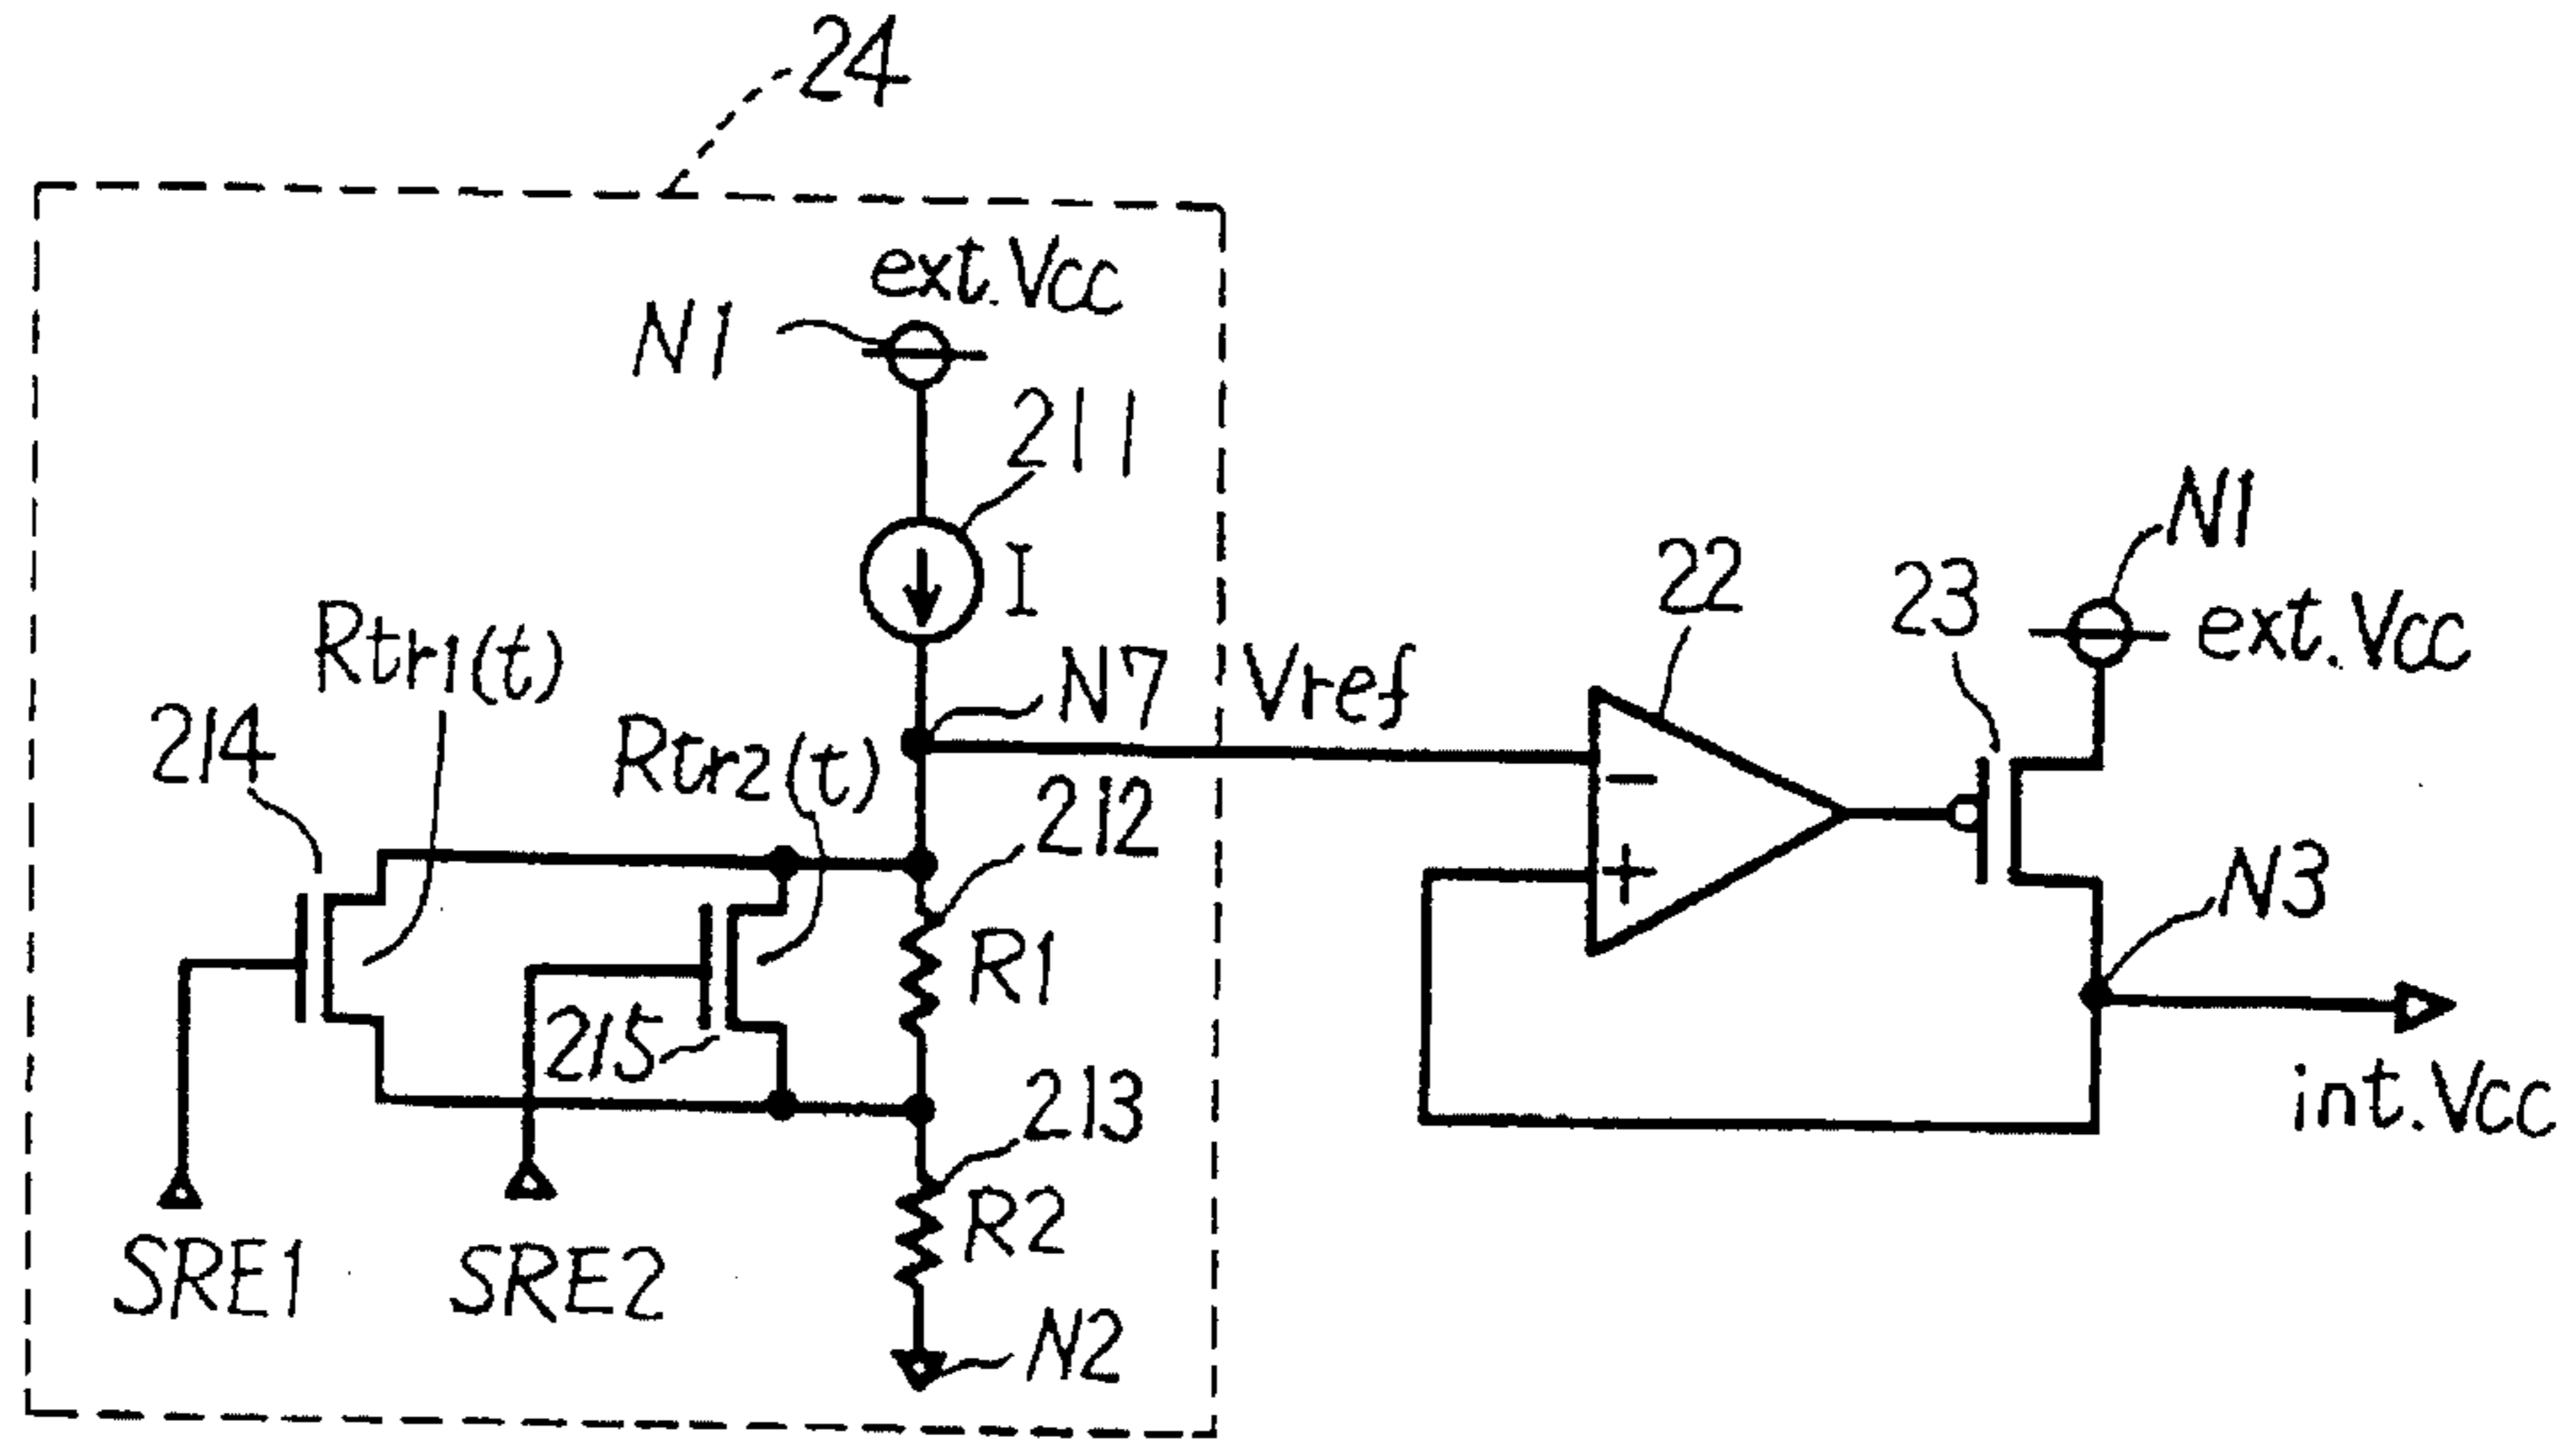 24
ext.Vcc
N1
211
I
N1
22
23
ext.Vcc
Rtr1(t)
N7
Vref
214
Rtr2(t)
212
−
+
N3
R1
215
213
int.Vcc
R2
SRE1
SRE2
N2